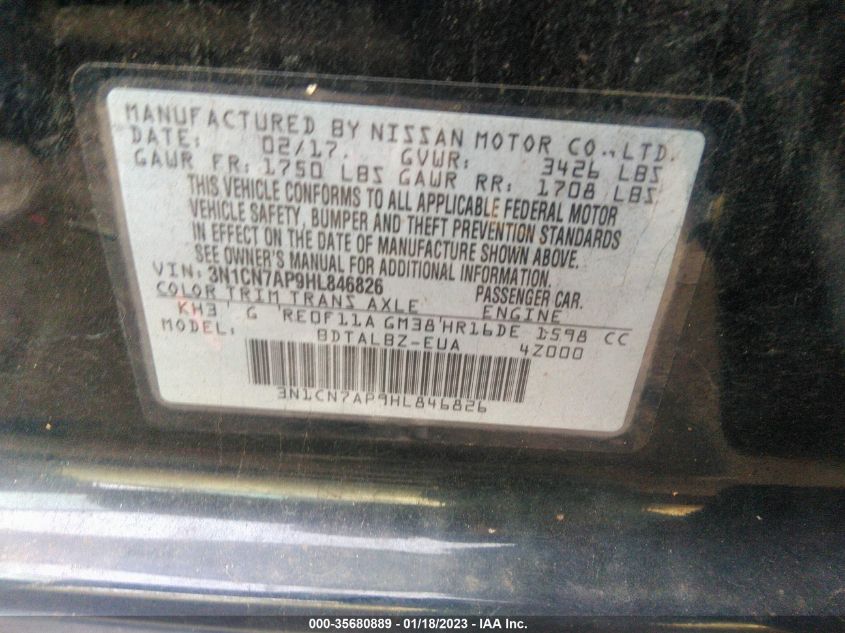 MANUFACTURED BY NISSAN MOTOR CO.,LTD.
DATE: 02/17. GVWR: 3426 LBS
GAWR FR: 1750 LBS GAWR RR: 1708 LBS
THIS VEHICLE CONFORMS TO ALL APPLICABLE FEDERAL MOTOR
VEHICLE SAFETY, BUMPER AND THEFT PREVENTION STANDARDS
IN EFFECT ON THE DATE OF MANUFACTURE SHOWN ABOVE.
SEE OWNER'S MANUAL FOR ADDITIONAL INFORMATION.
VIN: 3N1CN7AP9HL846826 PASSENGER CAR.
COLOR TRIM TRANS AXLE ENGINE
KH3 G RE0F11A GM38 HR16DE 1598 CC
MODEL: BDTALBZ-EUA 4Z000
3N1CN7AP9HL846826
000-35680889 | 01/18/2023 - IAA Inc.